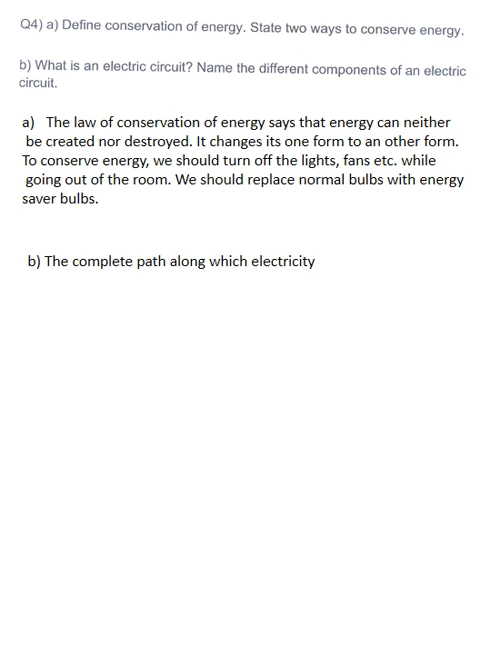 Q4) a) Define conservation of energy. State two ways to conserve energy.
b) What is an electric circuit? Name the different components of an electric
circuit.
a) The law of conservation of energy says that energy can neither
be created nor destroyed. It changes its one form to an other form.
To conserve energy, we should turn off the lights, fans etc. while
going out of the room. We should replace normal bulbs with energy
saver bulbs.
b) The complete path along which electricity